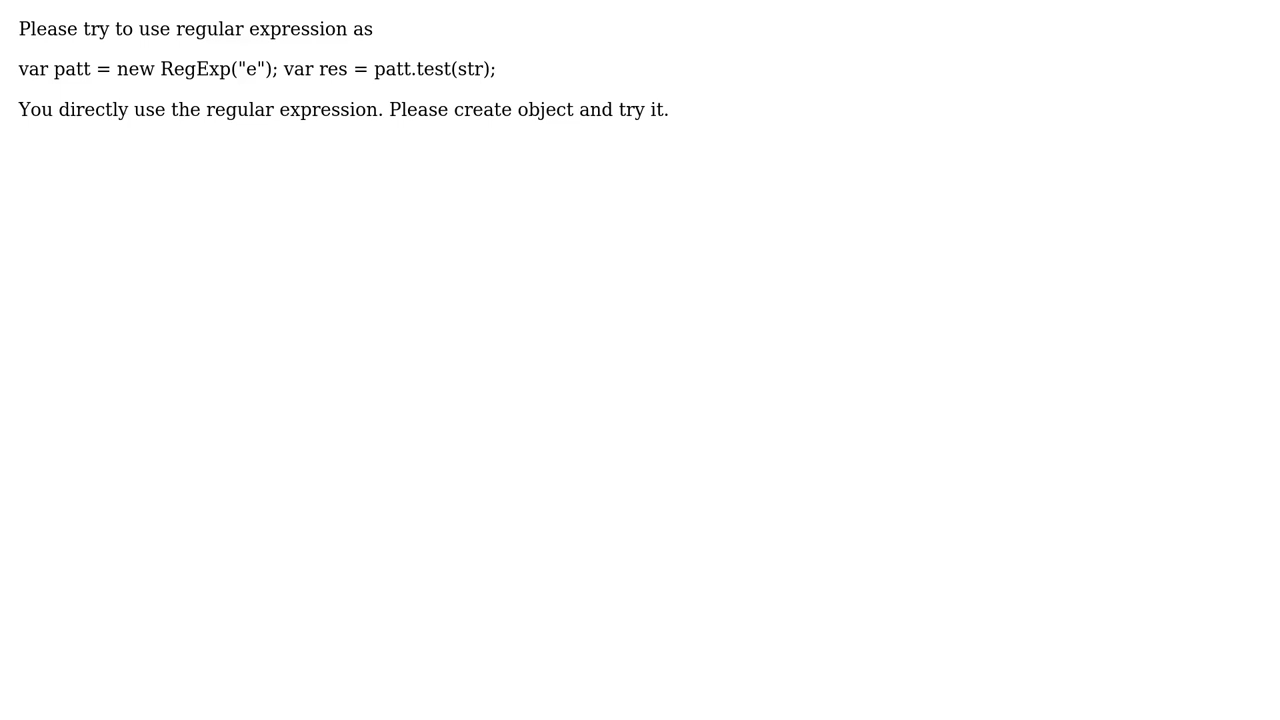 Please try to use regular expression as
var patt = new RegExp("e"); var res = patt.test(str);
You directly use the regular expression. Please create object and try it.